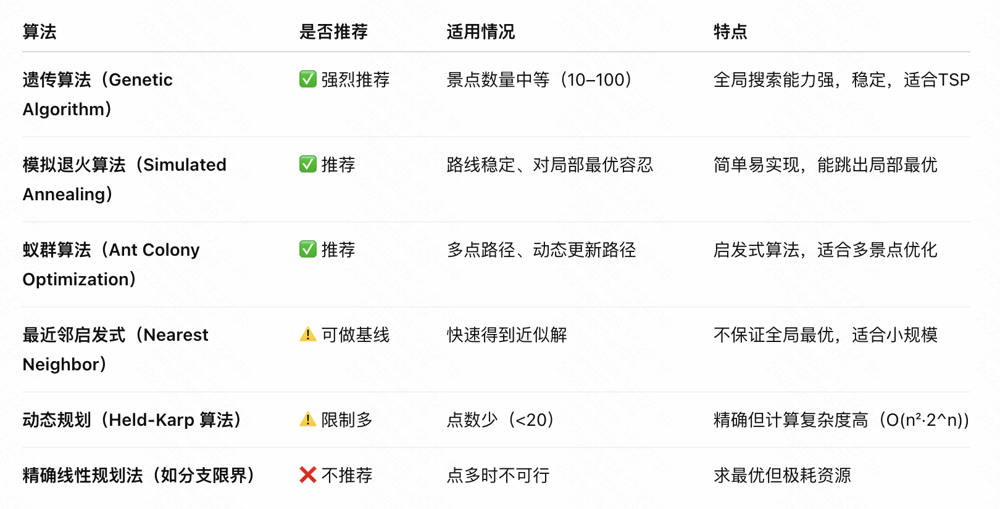 算法 是否推荐 适用情况 特点
遗传算法（Genetic Algorithm） ✅ 强烈推荐 景点数量中等（10–100） 全局搜索能力强，稳定，适合TSP
模拟退火算法（Simulated Annealing） ✅ 推荐 路线稳定、对局部最优容忍 简单易实现，能跳出局部最优
蚁群算法（Ant Colony Optimization） ✅ 推荐 多点路径、动态更新路径 启发式算法，适合多景点优化
最近邻启发式（Nearest Neighbor） ⚠️ 可做基线 快速得到近似解 不保证全局最优，适合小规模
动态规划（Held-Karp 算法） ⚠️ 限制多 点数少（<20） 精确但计算复杂度高（O(n²·2^n)）
精确线性规划法（如分支限界） ❌ 不推荐 点多时不可行 求最优但极耗资源